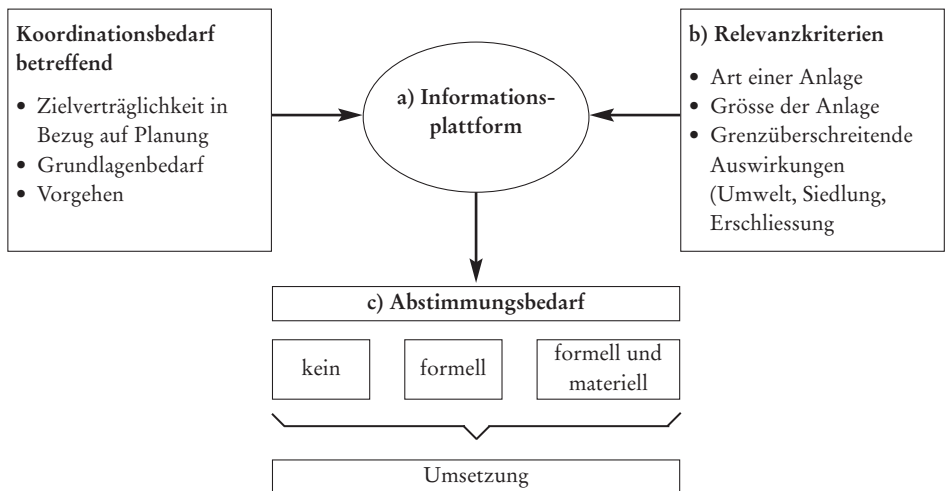 Koordinationsbedarf
betreffend
• Zielverträglichkeit in
Bezug auf Planung
• Grundlagenbedarf
• Vorgehen
a) Informations-
plattform
b) Relevanzkriterien
• Art einer Anlage
• Grösse der Anlage
• Grenzüberschreitende
Auswirkungen
(Umwelt, Siedlung,
Erschliessung
c) Abstimmungsbedarf
kein
formell
formell und
materiell
Umsetzung